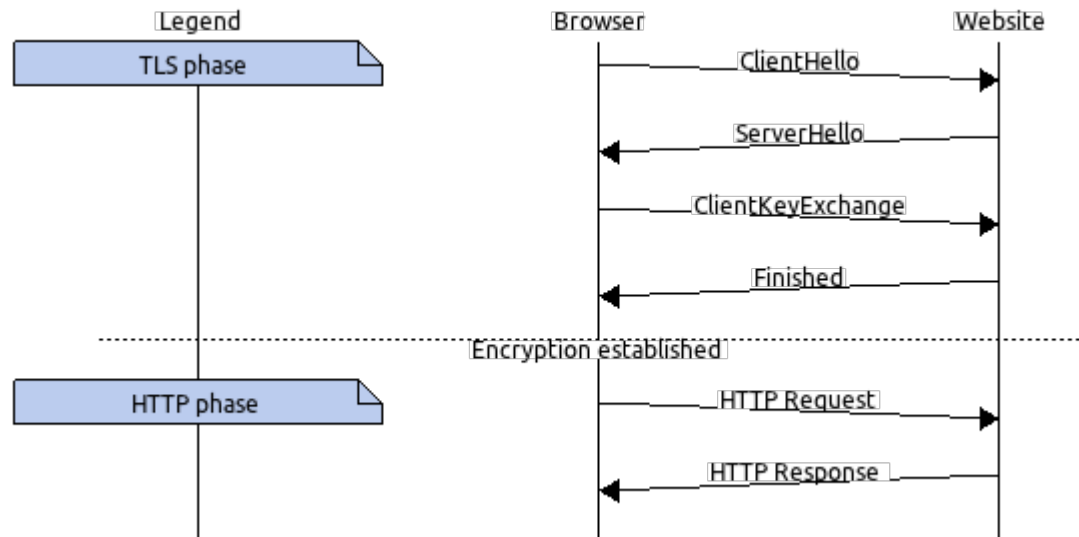 Legend
Browser
Website
TLS phase
ClientHello
ServerHello
ClientKeyExchange
Finished
Encryption established
HTTP phase
HTTP Request
HTTP Response